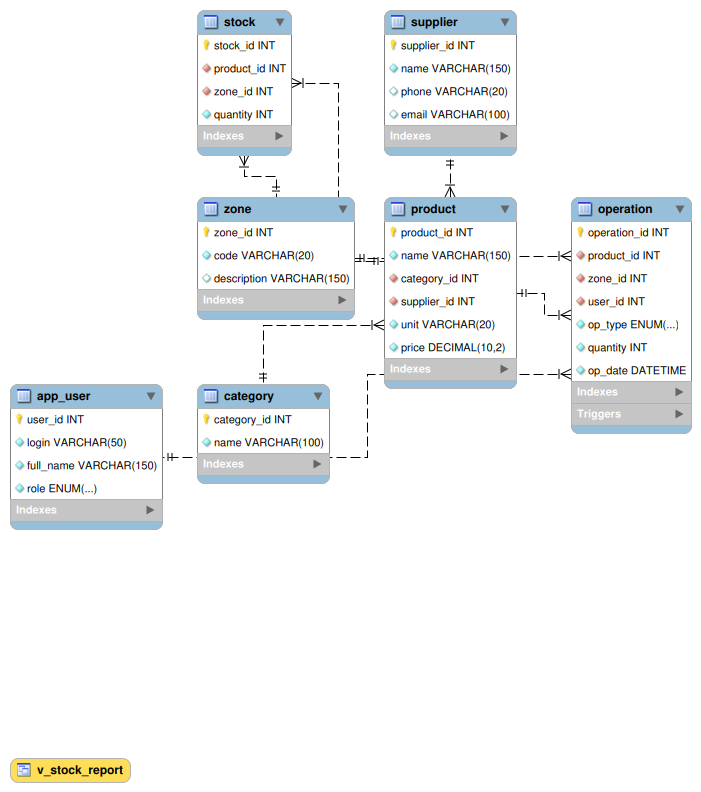 stock
stock_id INT
product_id INT
zone_id INT
quantity INT
Indexes
supplier
supplier_id INT
name VARCHAR(150)
phone VARCHAR(20)
email VARCHAR(100)
Indexes
zone
zone_id INT
code VARCHAR(20)
description VARCHAR(150)
Indexes
product
product_id INT
name VARCHAR(150)
category_id INT
supplier_id INT
unit VARCHAR(20)
price DECIMAL(10,2)
Indexes
operation
operation_id INT
product_id INT
zone_id INT
user_id INT
op_type ENUM(...)
quantity INT
op_date DATETIME
Indexes
Triggers
app_user
user_id INT
login VARCHAR(50)
full_name VARCHAR(150)
role ENUM(...)
Indexes
category
category_id INT
name VARCHAR(100)
Indexes
v_stock_report